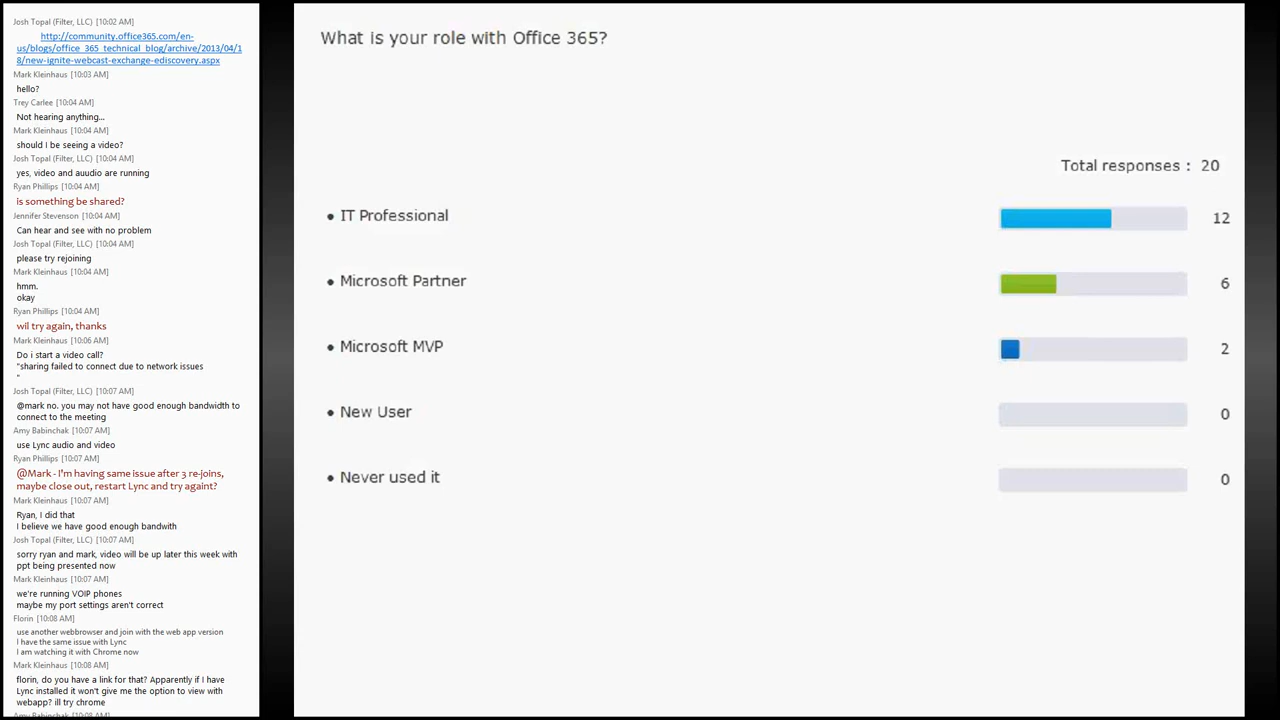 Josh Topal (Filter, LLC) [10:02 AM]
http://community.office365.com/en-
us/blogs/office_365_technical_blog/archive/2013/04/1
8/new-ignite-webcast-exchange-ediscovery.aspx
Mark Kleinhaus [10:03 AM]
hello?
Trey Carlee [10:04 AM]
Not hearing anything...
Mark Kleinhaus [10:04 AM]
should I be seeing a video?
Josh Topal (Filter, LLC) [10:04 AM]
yes, video and auudio are running
Ryan Phillips [10:04 AM]
is something be shared?
Jennifer Stevenson [10:04 AM]
Can hear and see with no problem
Josh Topal (Filter, LLC) [10:04 AM]
please try rejoining
Mark Kleinhaus [10:04 AM]
hmm.
okay
Ryan Phillips [10:04 AM]
wil try again, thanks
Mark Kleinhaus [10:06 AM]
Do i start a video call?
"sharing failed to connect due to network issues
"
Josh Topal (Filter, LLC) [10:07 AM]
@mark no. you may not have good enough bandwidth to
connect to the meeting
Amy Babinchak [10:07 AM]
use Lync audio and video
Ryan Phillips [10:07 AM]
@Mark - I'm having same issue after 3 re-joins,
maybe close out, restart Lync and try againt?
Mark Kleinhaus [10:07 AM]
Ryan, I did that
I believe we have good enough bandwith
Josh Topal (Filter, LLC) [10:07 AM]
sorry ryan and mark, video will be up later this week with
ppt being presented now
Mark Kleinhaus [10:07 AM]
we're running VOIP phones
maybe my port settings aren't correct
Florin [10:08 AM]
use another webbrowser and join with the web app version
I have the same issue with Lync
I am watching it with Chrome now
Mark Kleinhaus [10:08 AM]
florin, do you have a link for that? Apparently if I have
Lync installed it won't give me the option to view with
webapp? ill try chrome
Amy Babinchak [10:08 AM]
What is your role with Office 365?
Total responses : 20
• IT Professional 12
• Microsoft Partner 6
• Microsoft MVP 2
• New User 0
• Never used it 0